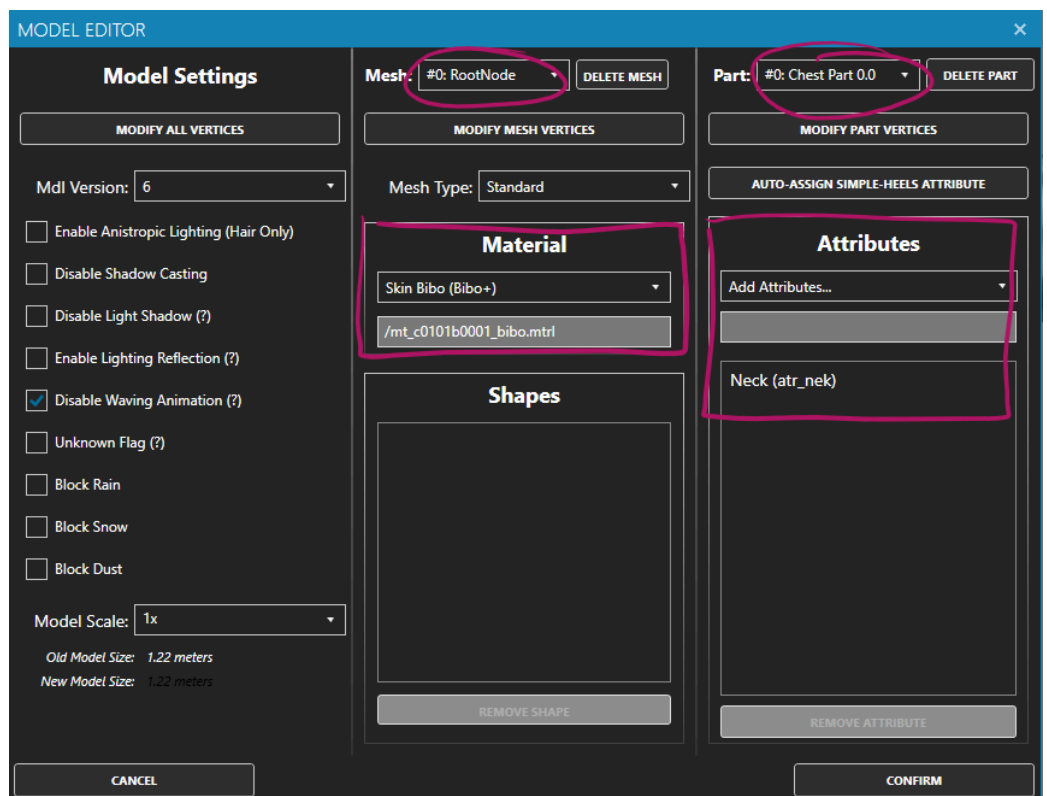 MODEL EDITOR
Model Settings
MODIFY ALL VERTICES
Mdl Version: 6
Enable Anistropic Lighting (Hair Only)
Disable Shadow Casting
Disable Light Shadow (?)
Enable Lighting Reflection (?)
Disable Waving Animation (?)
Unknown Flag (?)
Block Rain
Block Snow
Block Dust
Model Scale: 1x
Old Model Size: 1.22 meters
New Model Size: 1.22 meters
CANCEL
Mesh: #0: RootNode DELETE MESH
MODIFY MESH VERTICES
Mesh Type: Standard
Material
Skin Bibo (Bibo+)
/mt_c0101b0001_bibo.mtrl
Shapes
REMOVE SHAPE
Part: #0: Chest Part 0.0 DELETE PART
MODIFY PART VERTICES
AUTO-ASSIGN SIMPLE-HEELS ATTRIBUTE
Attributes
Add Attributes...
Neck (atr_nek)
REMOVE ATTRIBUTE
CONFIRM